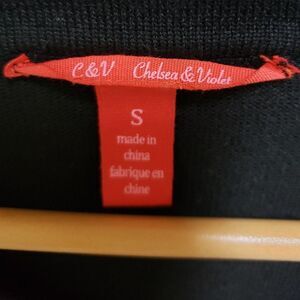 C&V Chelsea & Violet
S
made in
china
fabrique en
chine